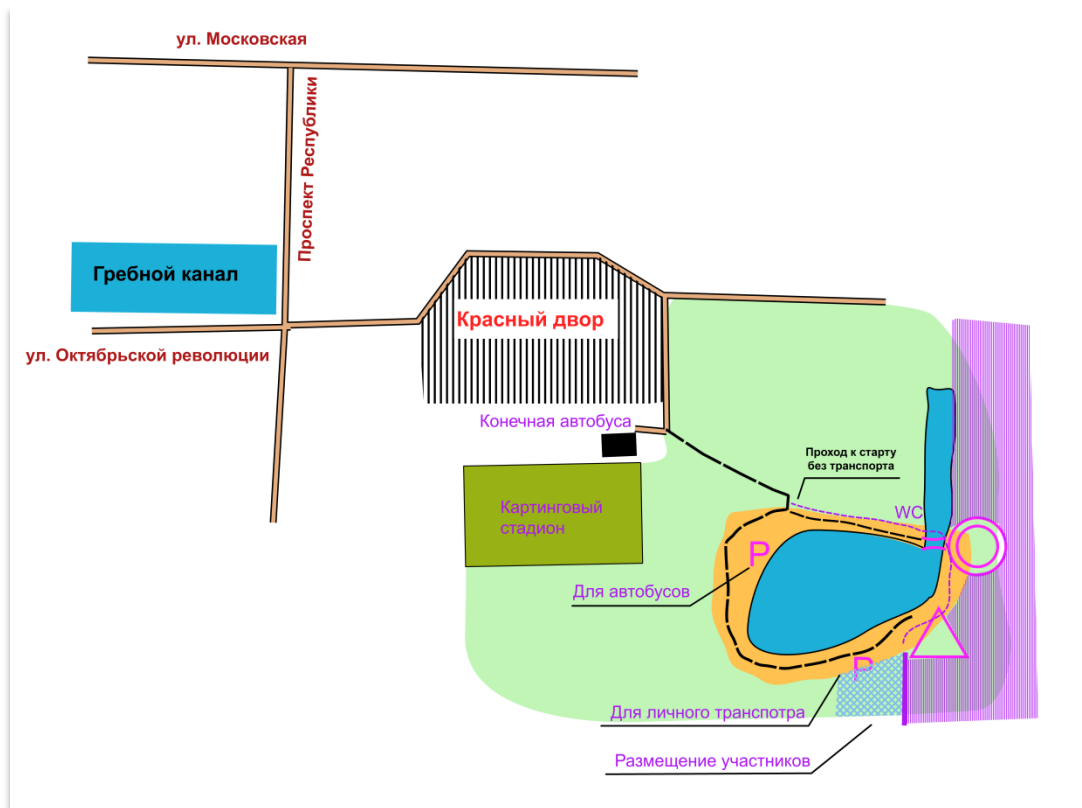 ул. Московская
Проспект Республики
Гребной канал
Красный двор
ул. Октябрьской революции
Конечная автобуса
Проход к старту
без транспорта
Картинговый
стадион
WC
P
Для автобусов
P
Для личного транспотра
Размещение участников